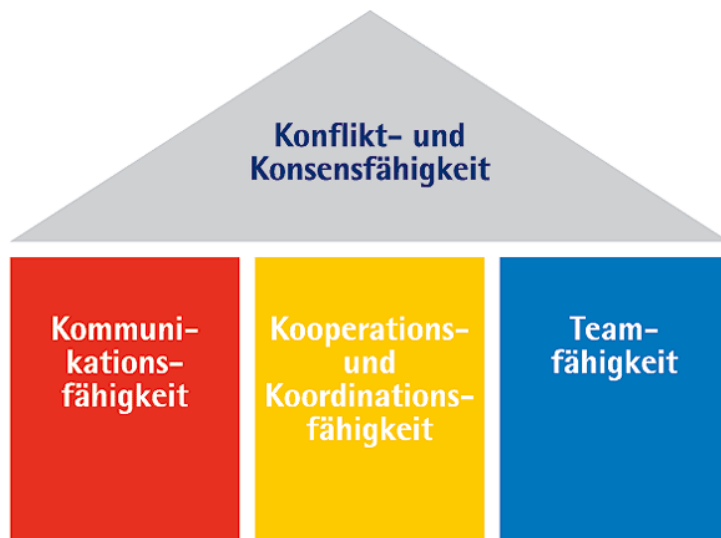 Konflikt- und
Konsensfähigkeit
Kommuni-
kations-
fähigkeit
Kooperations-
und
Koordinations-
fähigkeit
Team-
fähigkeit